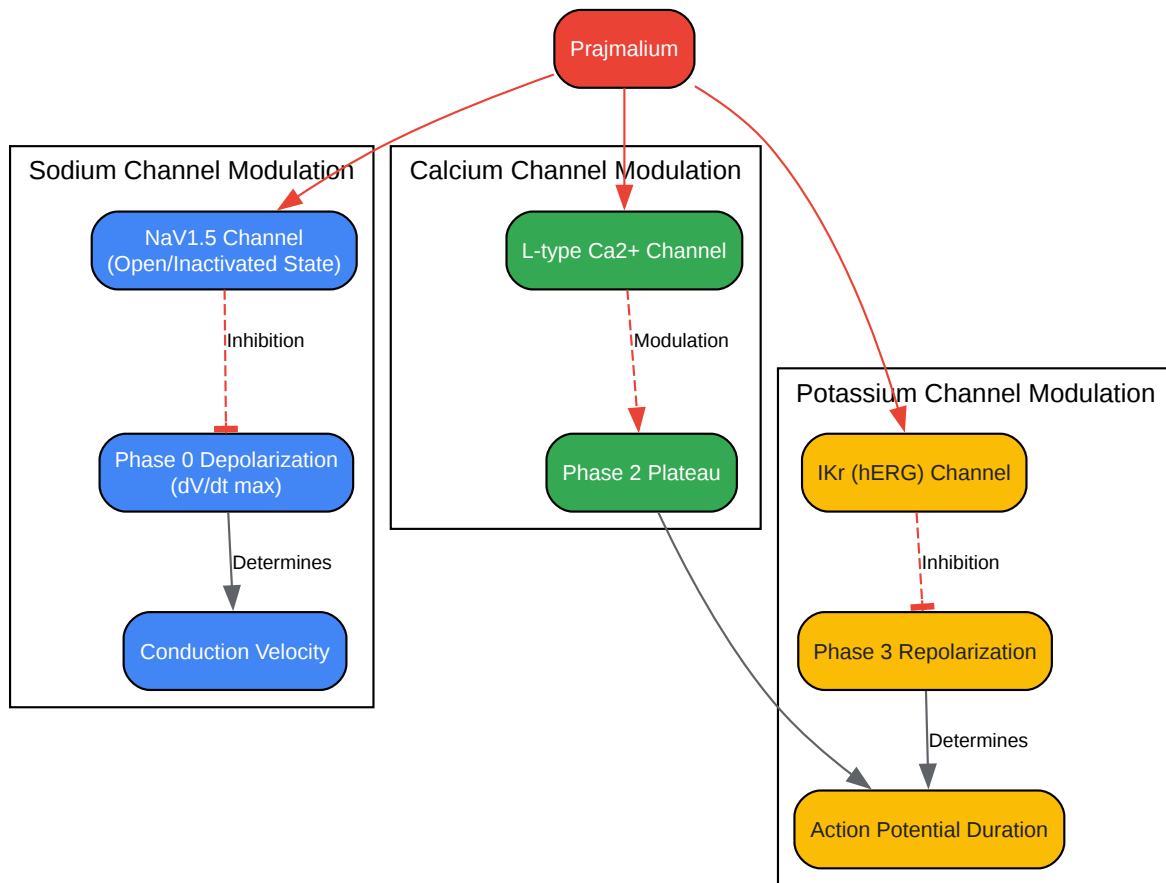 Prajmalium
Sodium Channel Modulation
NaV1.5 Channel
(Open/Inactivated State)
Inhibition
Phase 0 Depolarization
(dV/dt max)
Determines
Conduction Velocity
Calcium Channel Modulation
L-type Ca2+ Channel
Modulation
Phase 2 Plateau
Potassium Channel Modulation
IKr (hERG) Channel
Inhibition
Phase 3 Repolarization
Determines
Action Potential Duration